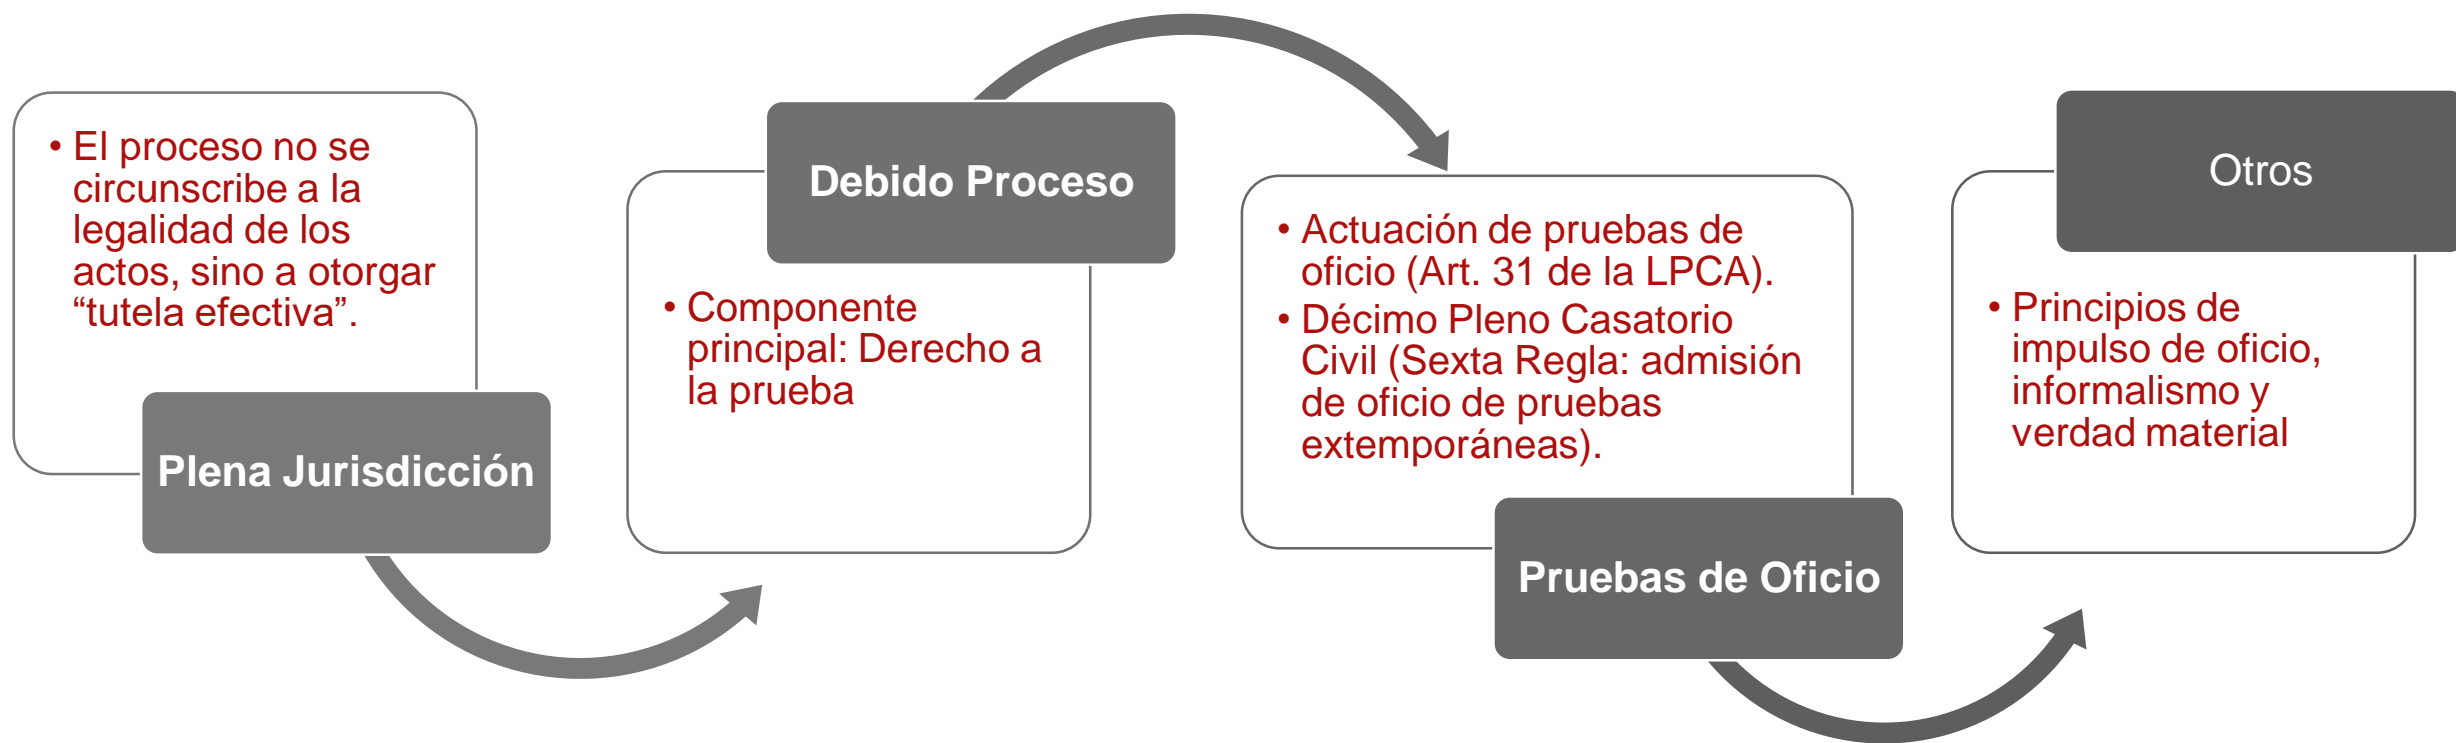 • El proceso no se
circunscribe a la
legalidad de los
actos, sino a otorgar
“tutela efectiva”.
Plena Jurisdicción
Debido Proceso
• Componente
principal: Derecho a
la prueba
• Actuación de pruebas de
oficio (Art. 31 de la LPCA).
• Décimo Pleno Casatorio
Civil (Sexta Regla: admisión
de oficio de pruebas
extemporáneas).
Pruebas de Oficio
Otros
• Principios de
impulso de oficio,
informalismo y
verdad material